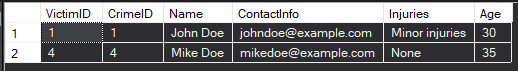 VictimID CrimeID Name ContactInfo Injuries Age
1 1 1 John Doe johndoe@example.com Minor injuries 30
2 4 4 Mike Doe mikedoe@example.com None 35